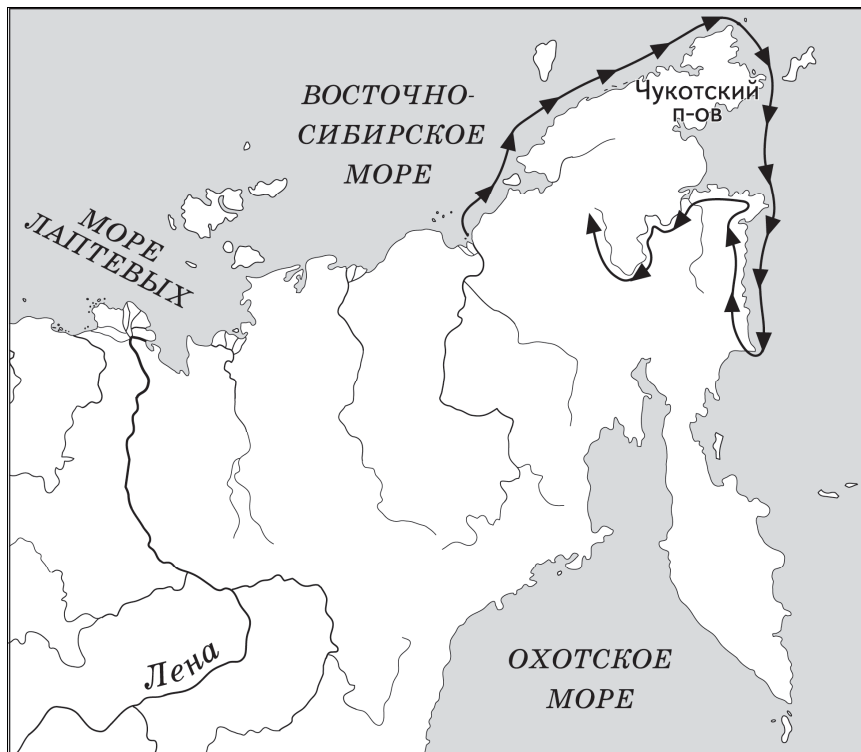 ВОСТОЧНО-
СИБИРСКОЕ
МОРЕ
Чукотский
п-ов
МОРЕ
ЛАПТЕВЫХ
Лена
ОХОТСКОЕ
МОРЕ